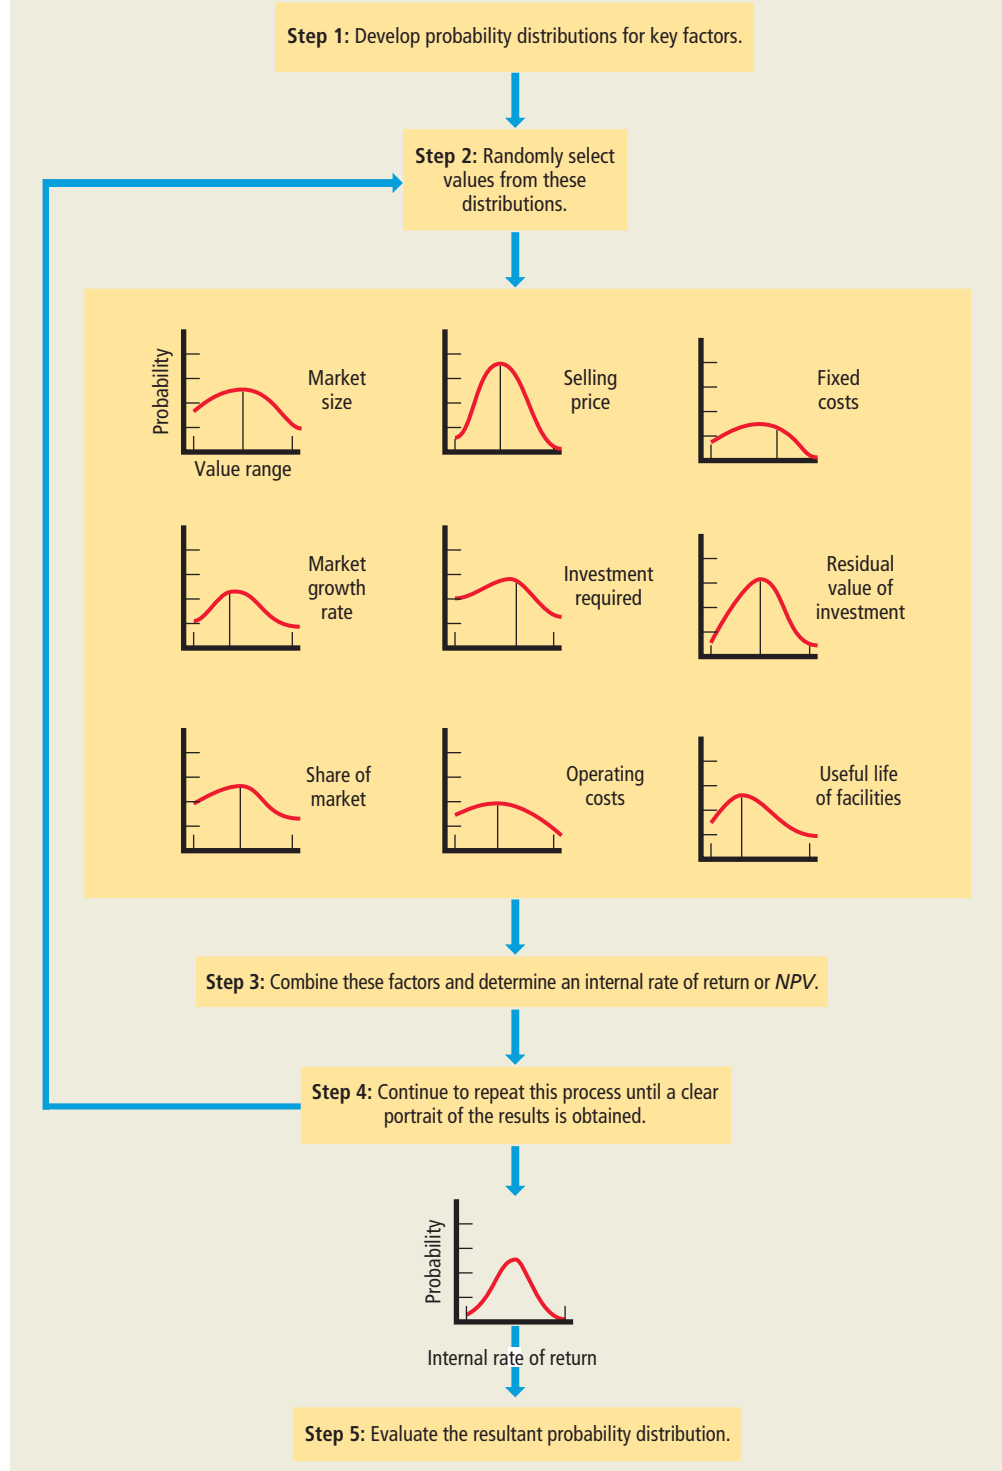 Step 1: Develop probability distributions for key factors.
Step 2: Randomly select
values from these
distributions.
Probability
Market
size
Value range
Selling
price
Fixed
costs
Market
growth
rate
Investment
required
Residual
value of
investment
Share of
market
Operating
costs
Useful life
of facilities
Step 3: Combine these factors and determine an internal rate of return or NPV.
Step 4: Continue to repeat this process until a clear
portrait of the results is obtained.
Probability
Internal rate of return
Step 5: Evaluate the resultant probability distribution.